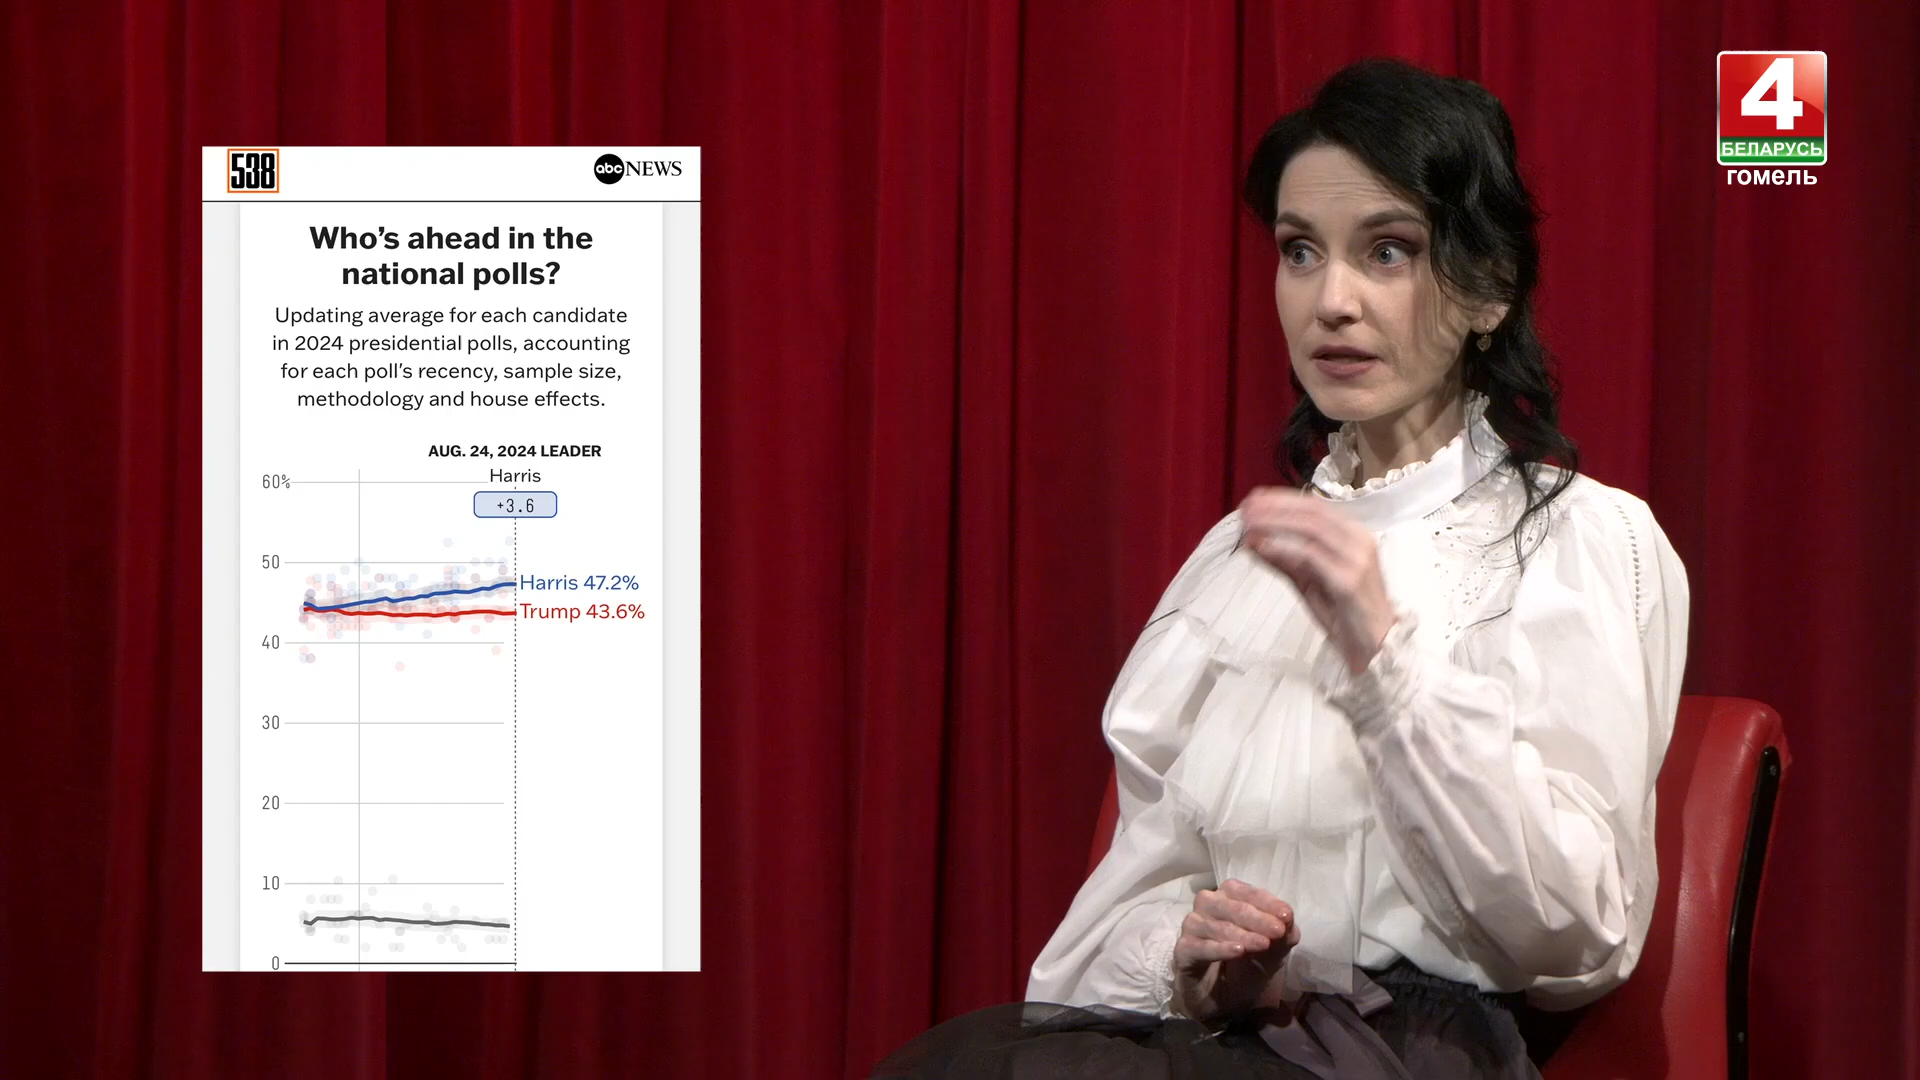 538
abc NEWS
Who’s ahead in the
national polls?
Updating average for each candidate
in 2024 presidential polls, accounting
for each poll’s recency, sample size,
methodology and house effects.
AUG. 24, 2024 LEADER
Harris
+3.6
60%
50
Harris 47.2%
Trump 43.6%
40
30
20
10
0
4
БЕЛАРУСЬ
гомель